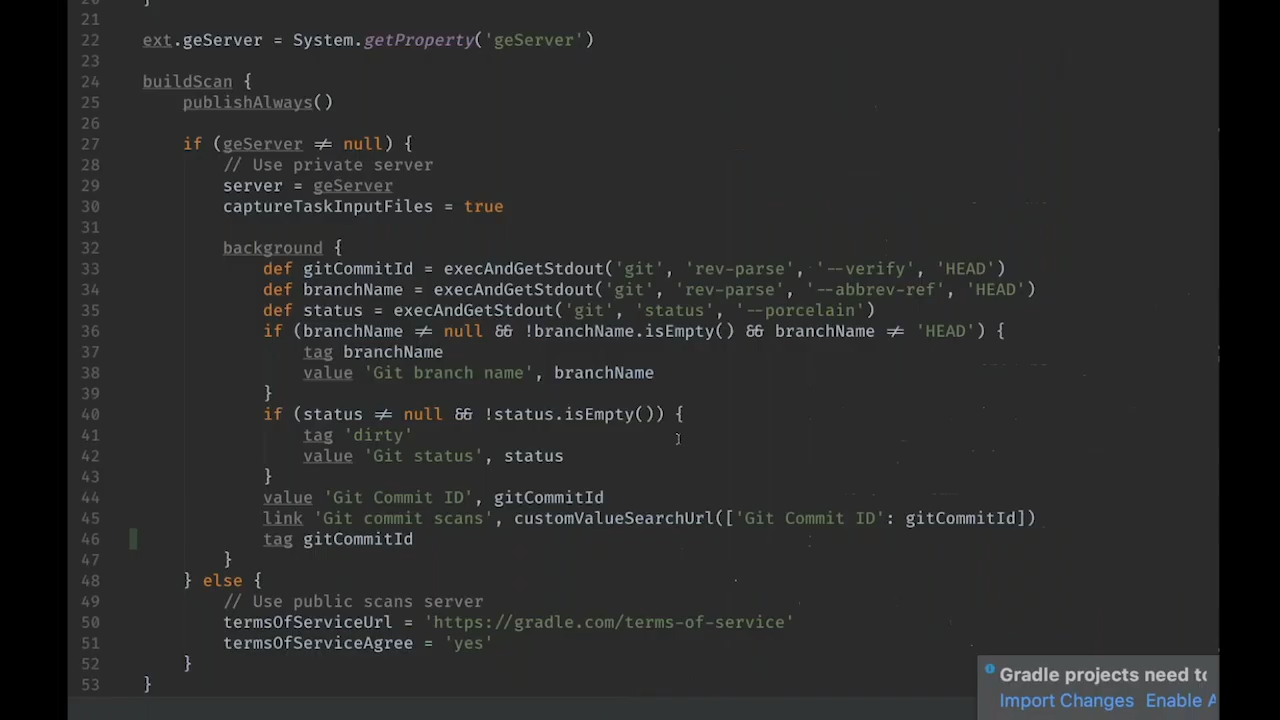 20 }
21
22 ext.geServer = System.getProperty('geServer')
23
24 buildScan {
25 publishAlways()
26
27 if (geServer ≠ null) {
28 // Use private server
29 server = geServer
30 captureTaskInputFiles = true
31
32 background {
33 def gitCommitId = execAndGetStdout('git', 'rev-parse', '--verify', 'HEAD')
34 def branchName = execAndGetStdout('git', 'rev-parse', '--abbrev-ref', 'HEAD')
35 def status = execAndGetStdout('git', 'status', '--porcelain')
36 if (branchName ≠ null && !branchName.isEmpty() && branchName ≠ 'HEAD') {
37 tag branchName
38 value 'Git branch name', branchName
39 }
40 if (status ≠ null && !status.isEmpty()) {
41 tag 'dirty'
42 value 'Git status', status
43 }
44 value 'Git Commit ID', gitCommitId
45 link 'Git commit scans', customValueSearchUrl(['Git Commit ID': gitCommitId])
46 tag gitCommitId
47 }
48 } else {
49 // Use public scans server
50 termsOfServiceUrl = 'https://gradle.com/terms-of-service'
51 termsOfServiceAgree = 'yes'
52 }
53 }
Gradle projects need to
Import Changes Enable A